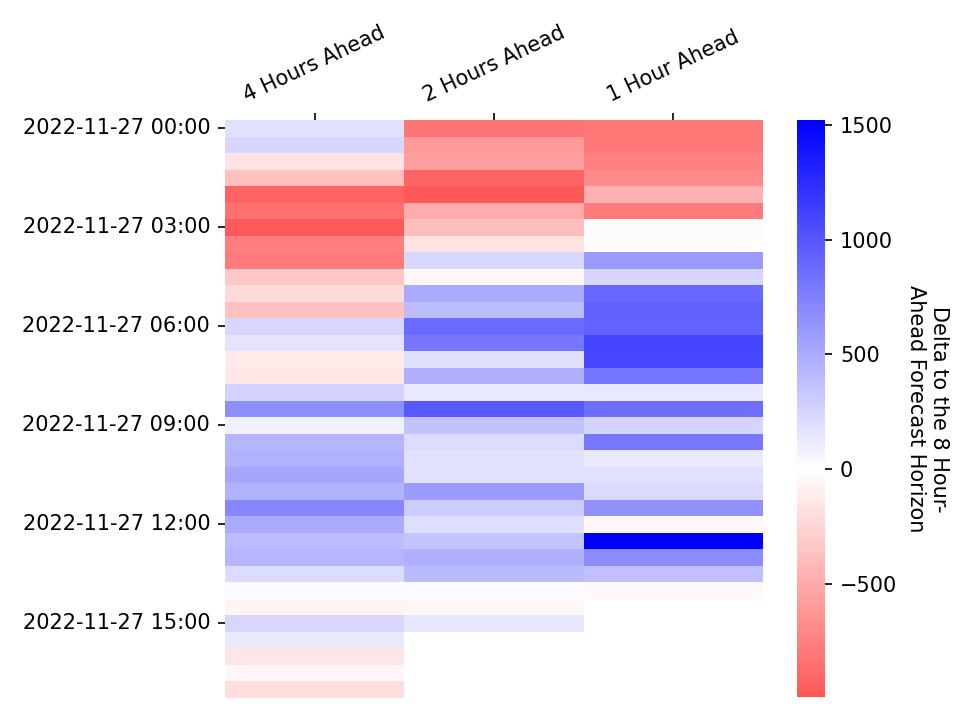 4 Hours Ahead
2 Hours Ahead
1 Hour Ahead
2022-11-27 00:00
2022-11-27 03:00
2022-11-27 06:00
2022-11-27 09:00
2022-11-27 12:00
2022-11-27 15:00
1500
1000
500
0
−500
Delta to the 8 Hour-
Ahead Forecast Horizon